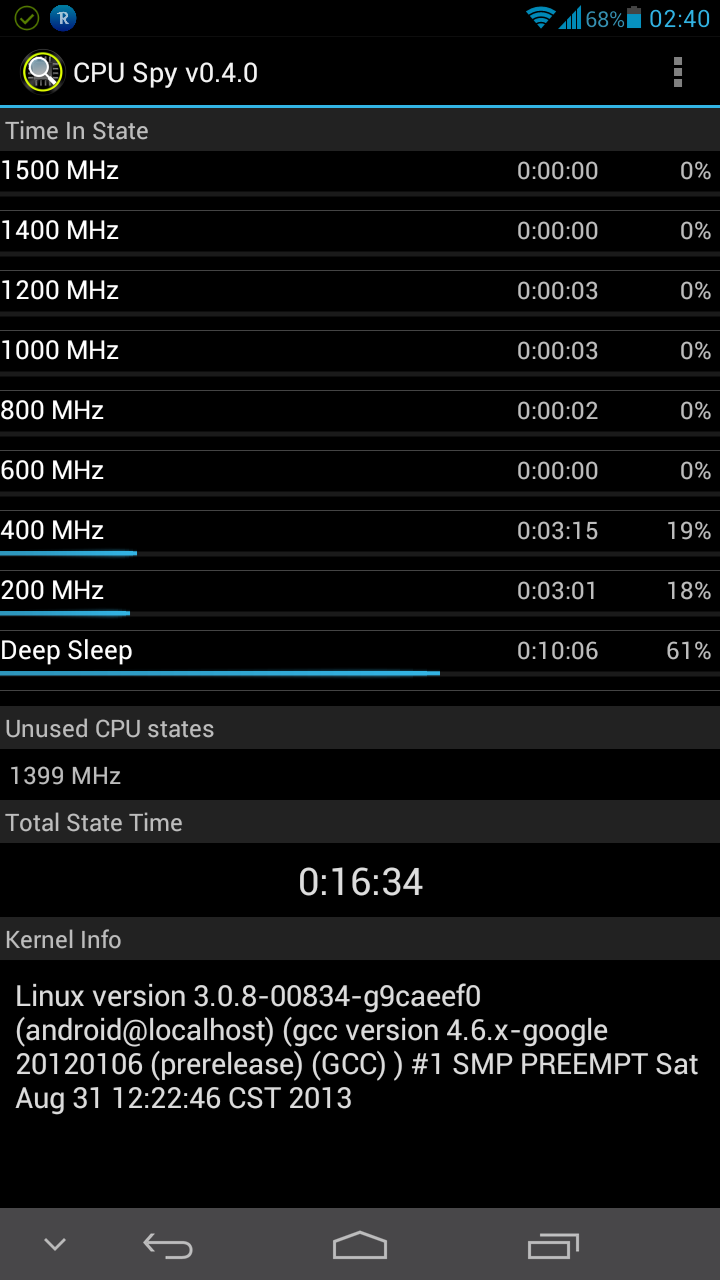 R 68% 02:40
CPU Spy v0.4.0
Time In State
1500 MHz 0:00:00 0%
1400 MHz 0:00:00 0%
1200 MHz 0:00:03 0%
1000 MHz 0:00:03 0%
800 MHz 0:00:02 0%
600 MHz 0:00:00 0%
400 MHz 0:03:15 19%
200 MHz 0:03:01 18%
Deep Sleep 0:10:06 61%
Unused CPU states
1399 MHz
Total State Time
0:16:34
Kernel Info
Linux version 3.0.8-00834-g9caeef0
(android@localhost) (gcc version 4.6.x-google
20120106 (prerelease) (GCC) ) #1 SMP PREEMPT Sat
Aug 31 12:22:46 CST 2013